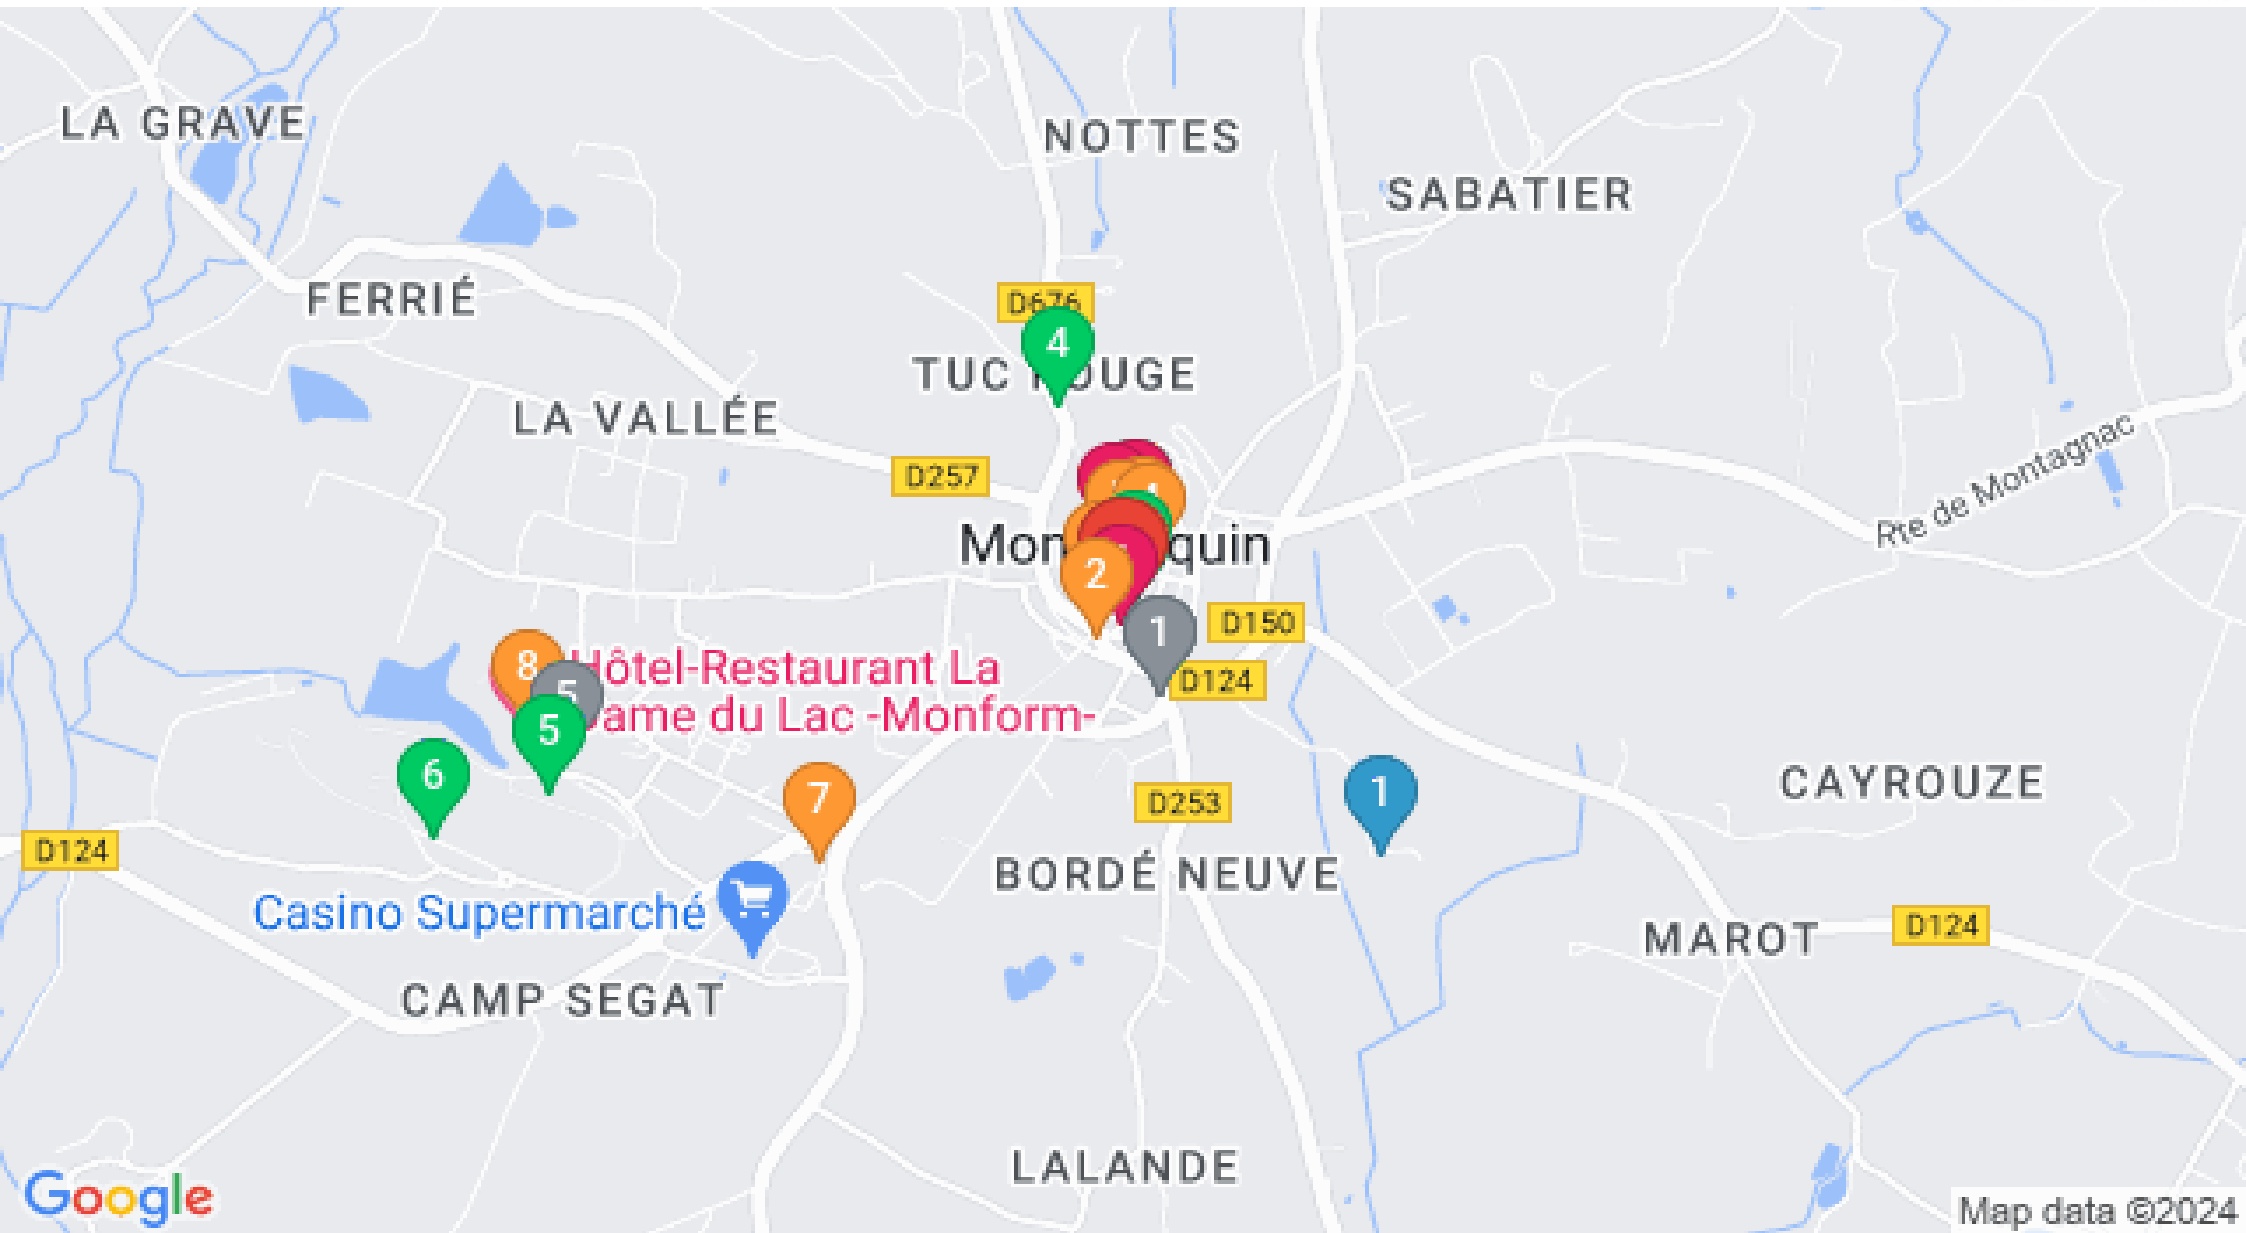 LA GRAVE
NOTTES
SABATIER
FERRIÉ
D676
4
TUC ROUGE
LA VALLÉE
D257
Rte de Montagnac
Mon quin
2
1
D150
8
Hôtel-Restaurant La
5
D124
Dame du Lac -Monform-
5
6
7
D253
1
CAYROUZE
D124
BORDÉ NEUVE
Casino Supermarché
MAROT
D124
CAMP SEGAT
LALANDE
Google
Map data ©2024